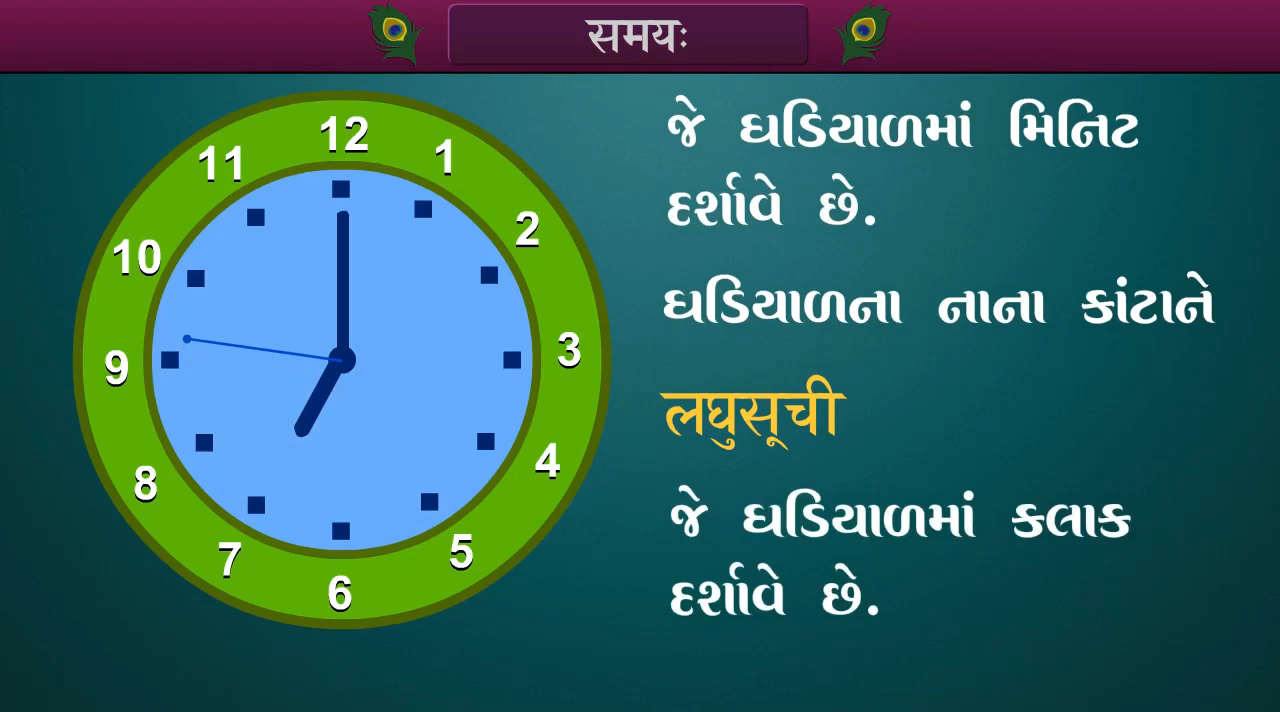 समयः
12
1
2
3
4
5
6
7
8
9
10
11
જે ઘડિયાળમાં મિનિટ
દર્શાવે છે.
ઘડિયાળના નાના કાંટાને
लघुसूची
જે ઘડિયાળમાં કલાક
દર્શાવે છે.